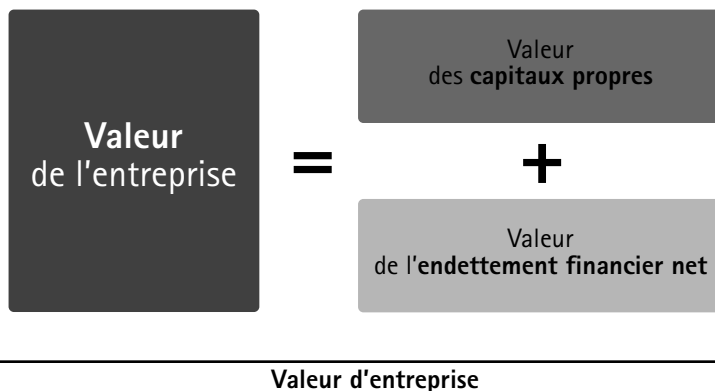 Valeur
de l'entreprise
=
Valeur
des capitaux propres
+
Valeur
de l'endettement financier net
Valeur d'entreprise